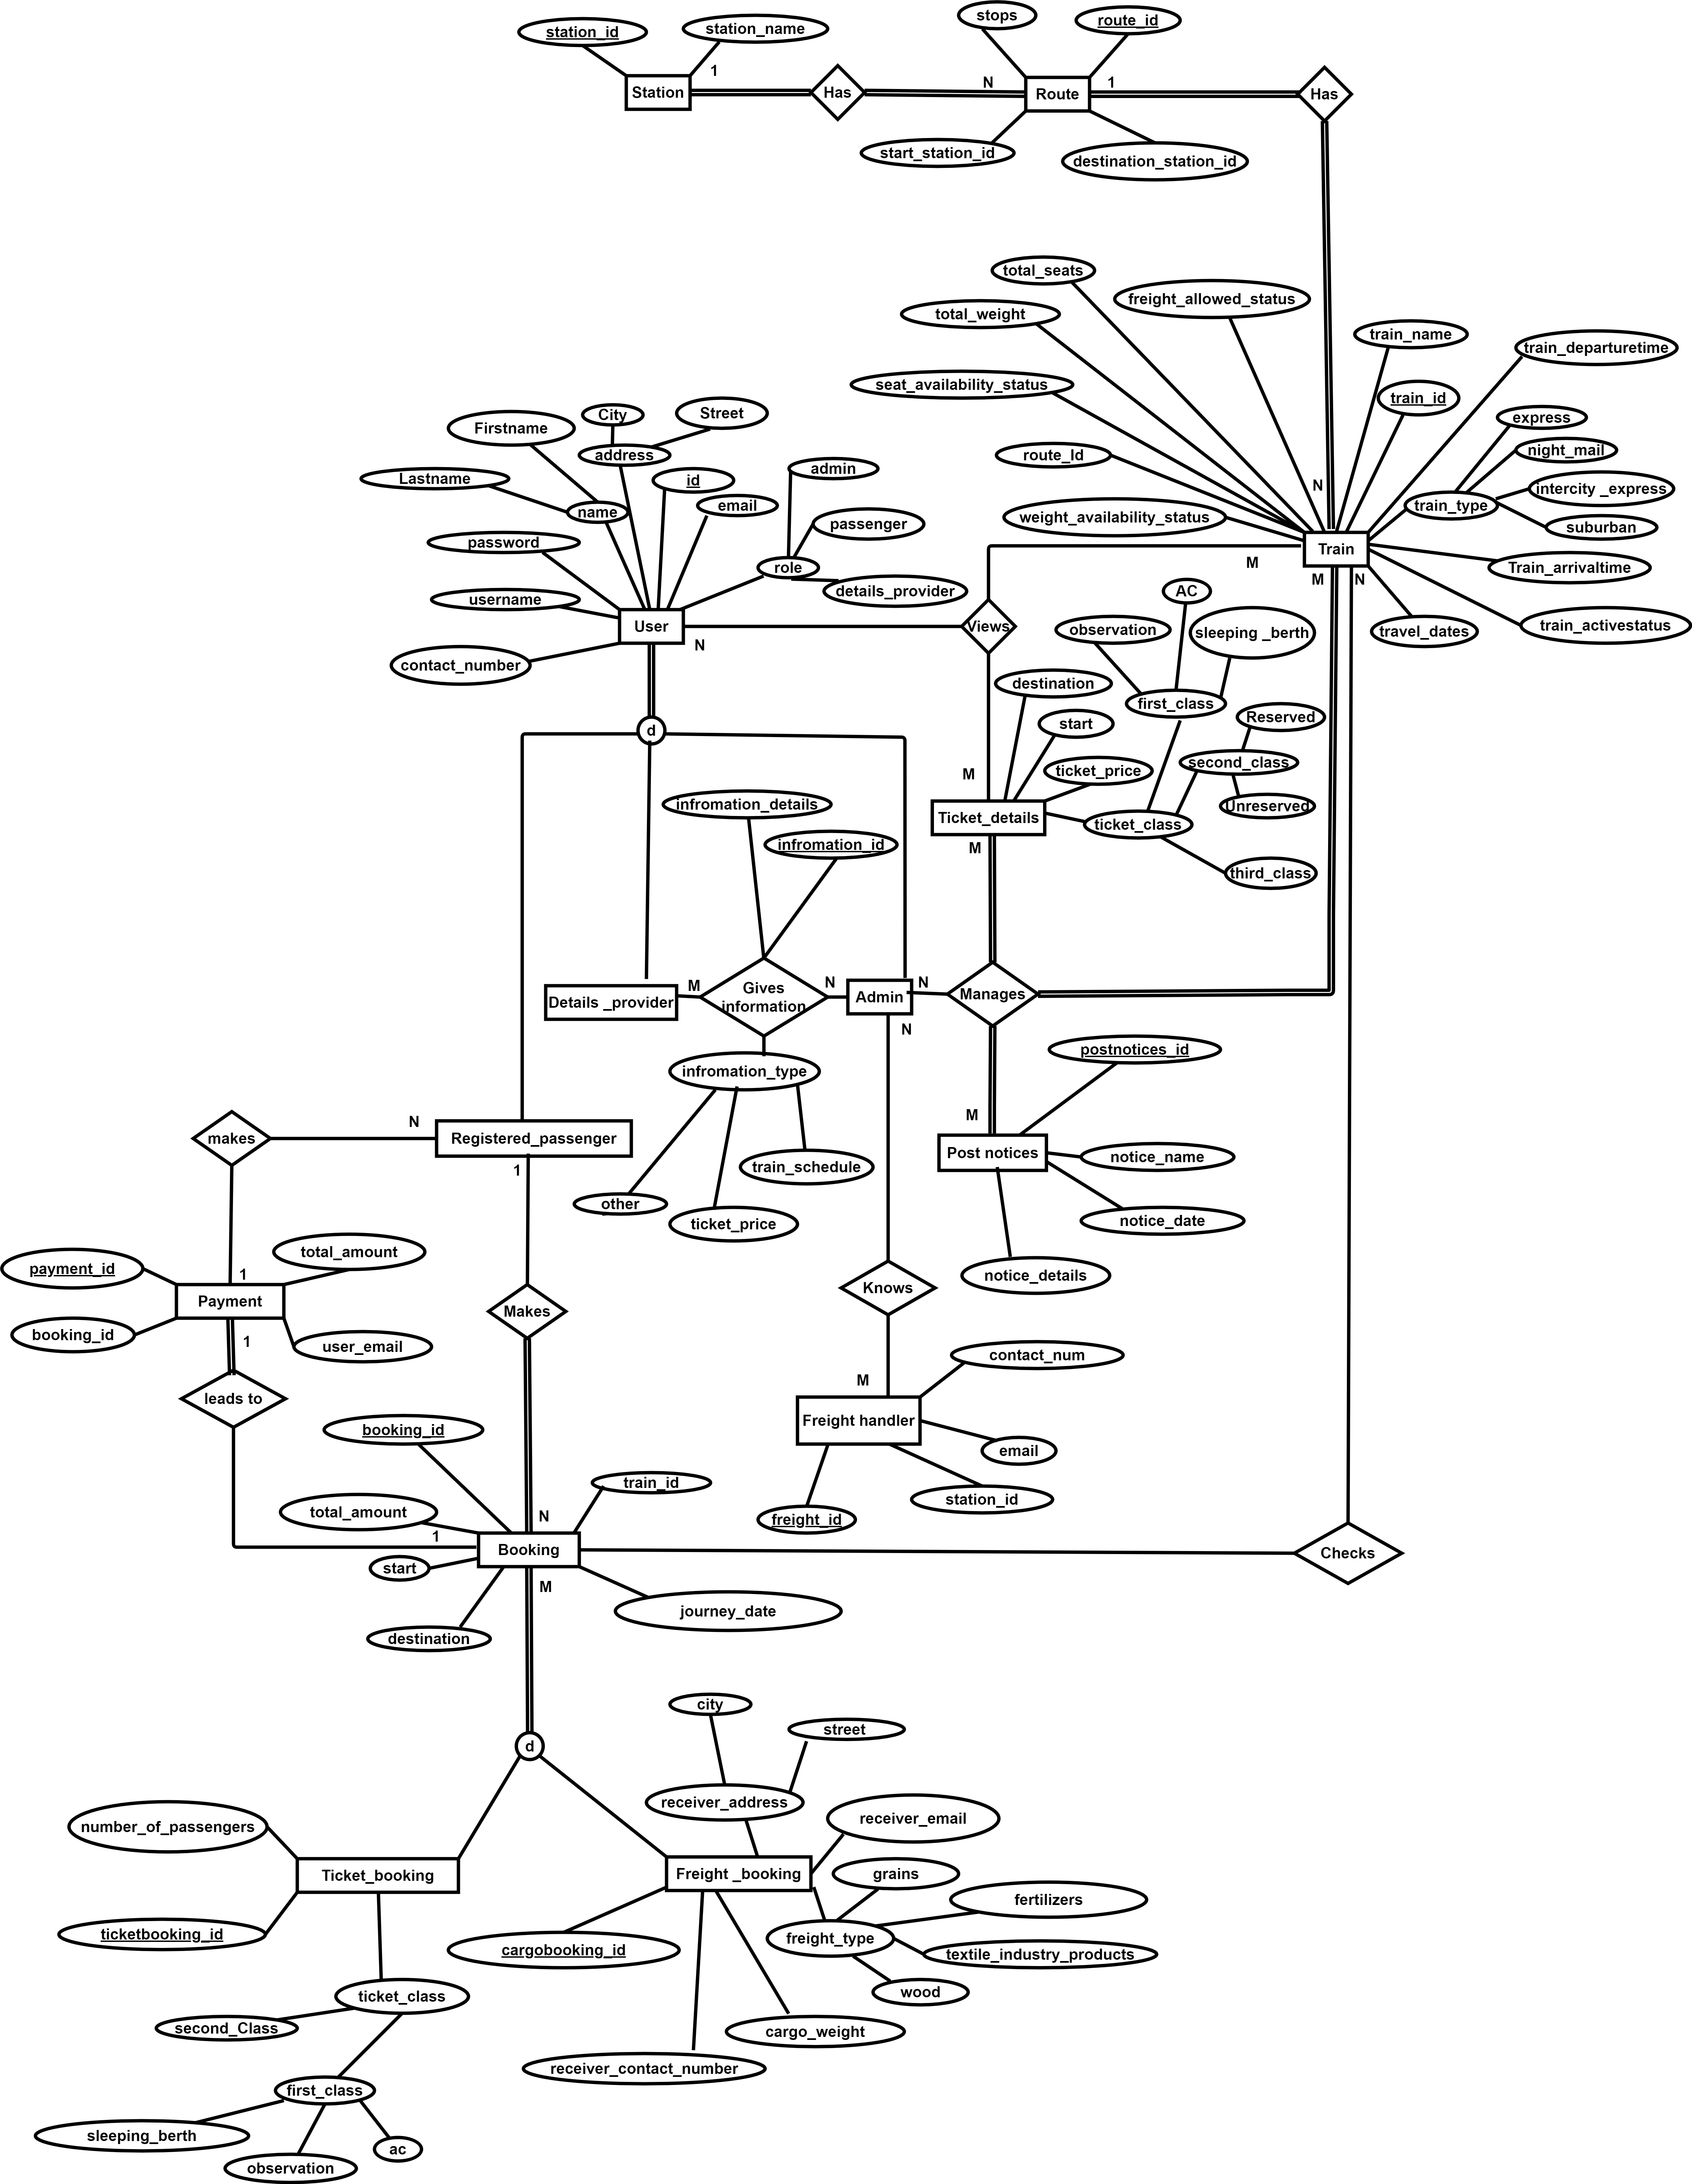 stops
route_id
station_id
station_name
1
N
1
Station
Has
Route
Has
start_station_id
destination_station_id
total_seats
freight_allowed_status
total_weight
train_name
train_departuretime
seat_availability_status
train_id
City
Street
express
Firstname
night_mail
address
route_Id
admin
Lastname
id
intercity _express
N
email
train_type
name
weight_availability_status
passenger
suburban
password
Train
M
role
Train_arrivaltime
M
N
details_provider
AC
username
User
Views
observation
sleeping _berth
train_activestatus
travel_dates
N
contact_number
destination
first_class
Reserved
start
d
second_class
ticket_price
M
infromation_details
Unreserved
Ticket_details
ticket_class
infromation_id
M
third_class
M
Gives
information
N
N
Details _provider
Admin
Manages
N
postnotices_id
infromation_type
M
N
makes
Registered_passenger
Post notices
notice_name
1
train_schedule
other
ticket_price
notice_date
total_amount
payment_id
1
notice_details
Knows
Payment
Makes
booking_id
1
user_email
contact_num
M
leads to
Freight handler
booking_id
email
train_id
station_id
total_amount
N
freight_id
1
Booking
Checks
start
M
journey_date
destination
city
street
d
receiver_address
receiver_email
number_of_passengers
Ticket_booking
Freight _booking
grains
fertilizers
ticketbooking_id
freight_type
cargobooking_id
textile_industry_products
wood
ticket_class
second_Class
cargo_weight
receiver_contact_number
first_class
sleeping_berth
ac
observation